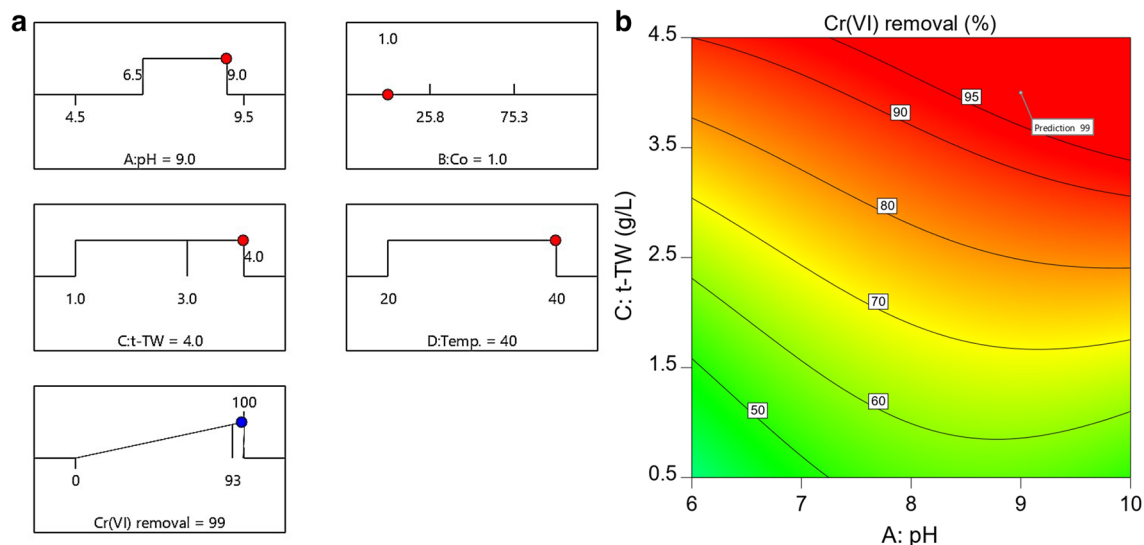 a
6.5
9.0
4.5
9.5
A:pH = 9.0
1.0
25.8
75.3
B:Co = 1.0
4.0
1.0
3.0
C:t-TW = 4.0
20
40
D:Temp. = 40
100
0
93
Cr(VI) removal = 99
b
Cr(VI) removal (%)
4.5
3.5
2.5
1.5
0.5
C: t-TW (g/L)
95
90
Prediction 99
80
70
60
50
6
7
8
9
10
A: pH